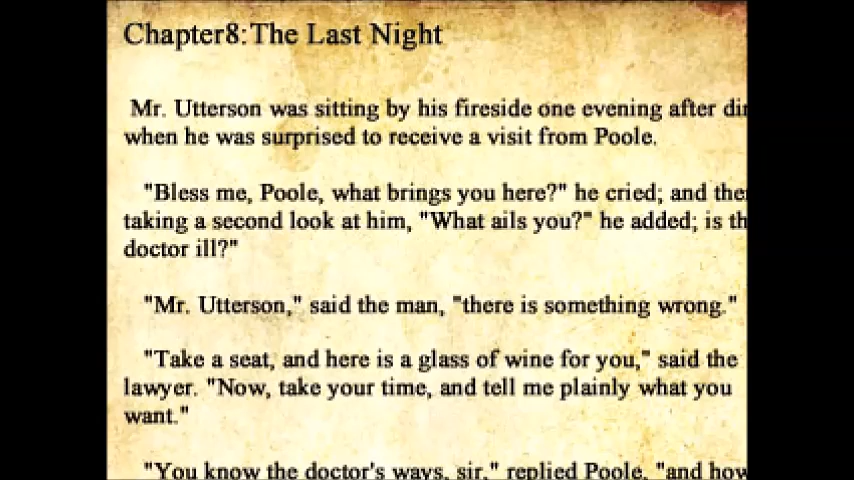 Chapter8:The Last Night
Mr. Utterson was sitting by his fireside one evening after
when he was surprised to receive a visit from Poole.
"Bless me, Poole, what brings you here?" he cried; and
taking a second look at him, "What ails you?" he added; is
doctor ill?"
"Mr. Utterson," said the man, "there is something wrong."
"Take a seat, and here is a glass of wine for you," said the
lawyer. "Now, take your time, and tell me plainly what you
want."
"You know the doctor's ways, sir," replied Poole, "and how